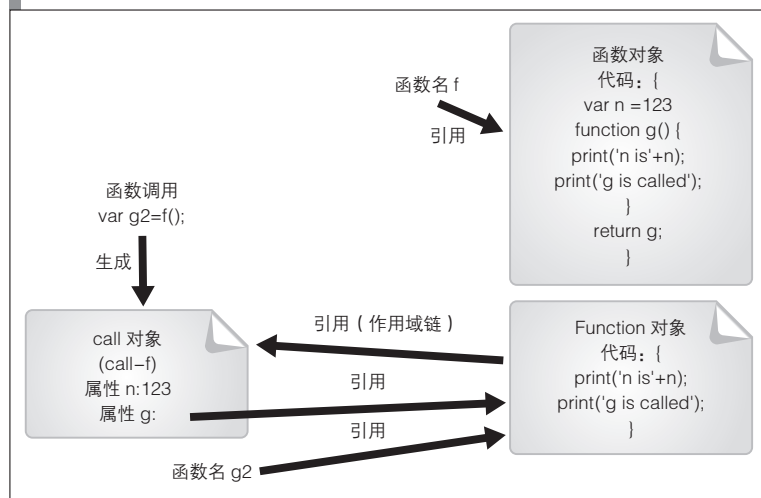 函数名 f
引用
函数对象
代码：{
var n =123
function g() {
print('n is'+n);
print('g is called');
}
return g;
}
函数调用
var g2=f();
生成
call 对象
(call–f)
属性 n:123
属性 g:
引用（作用域链）
引用
引用
函数名 g2
Function 对象
代码：{
print('n is'+n);
print('g is called');
}